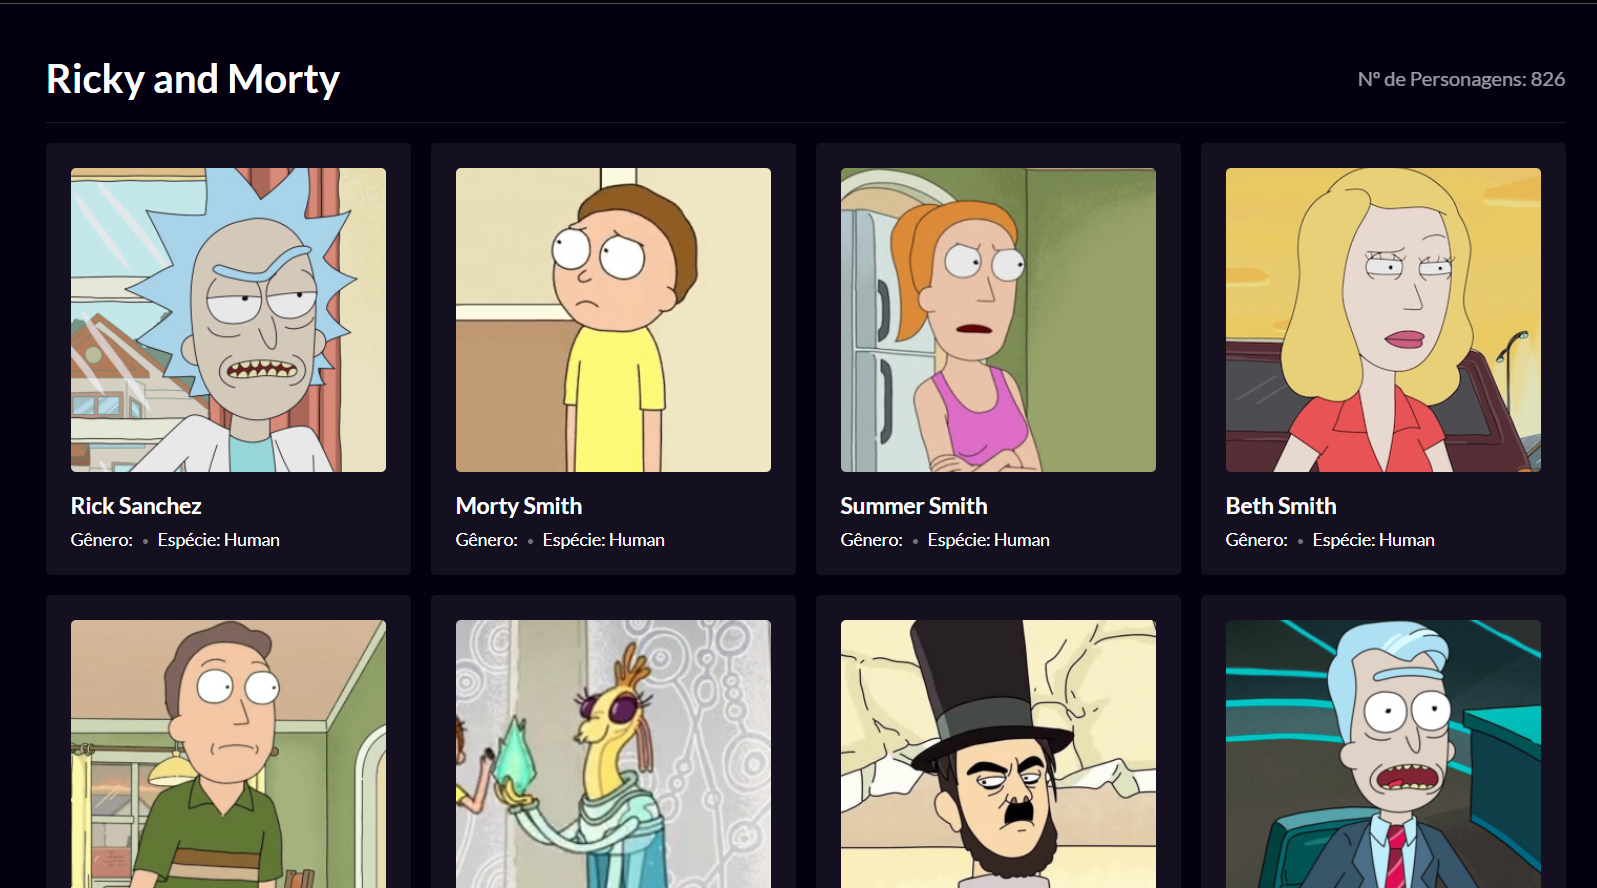 Ricky and Morty
Nº de Personagens: 826
Rick Sanchez
Gênero: • Espécie: Human
Morty Smith
Gênero: • Espécie: Human
Summer Smith
Gênero: • Espécie: Human
Beth Smith
Gênero: • Espécie: Human